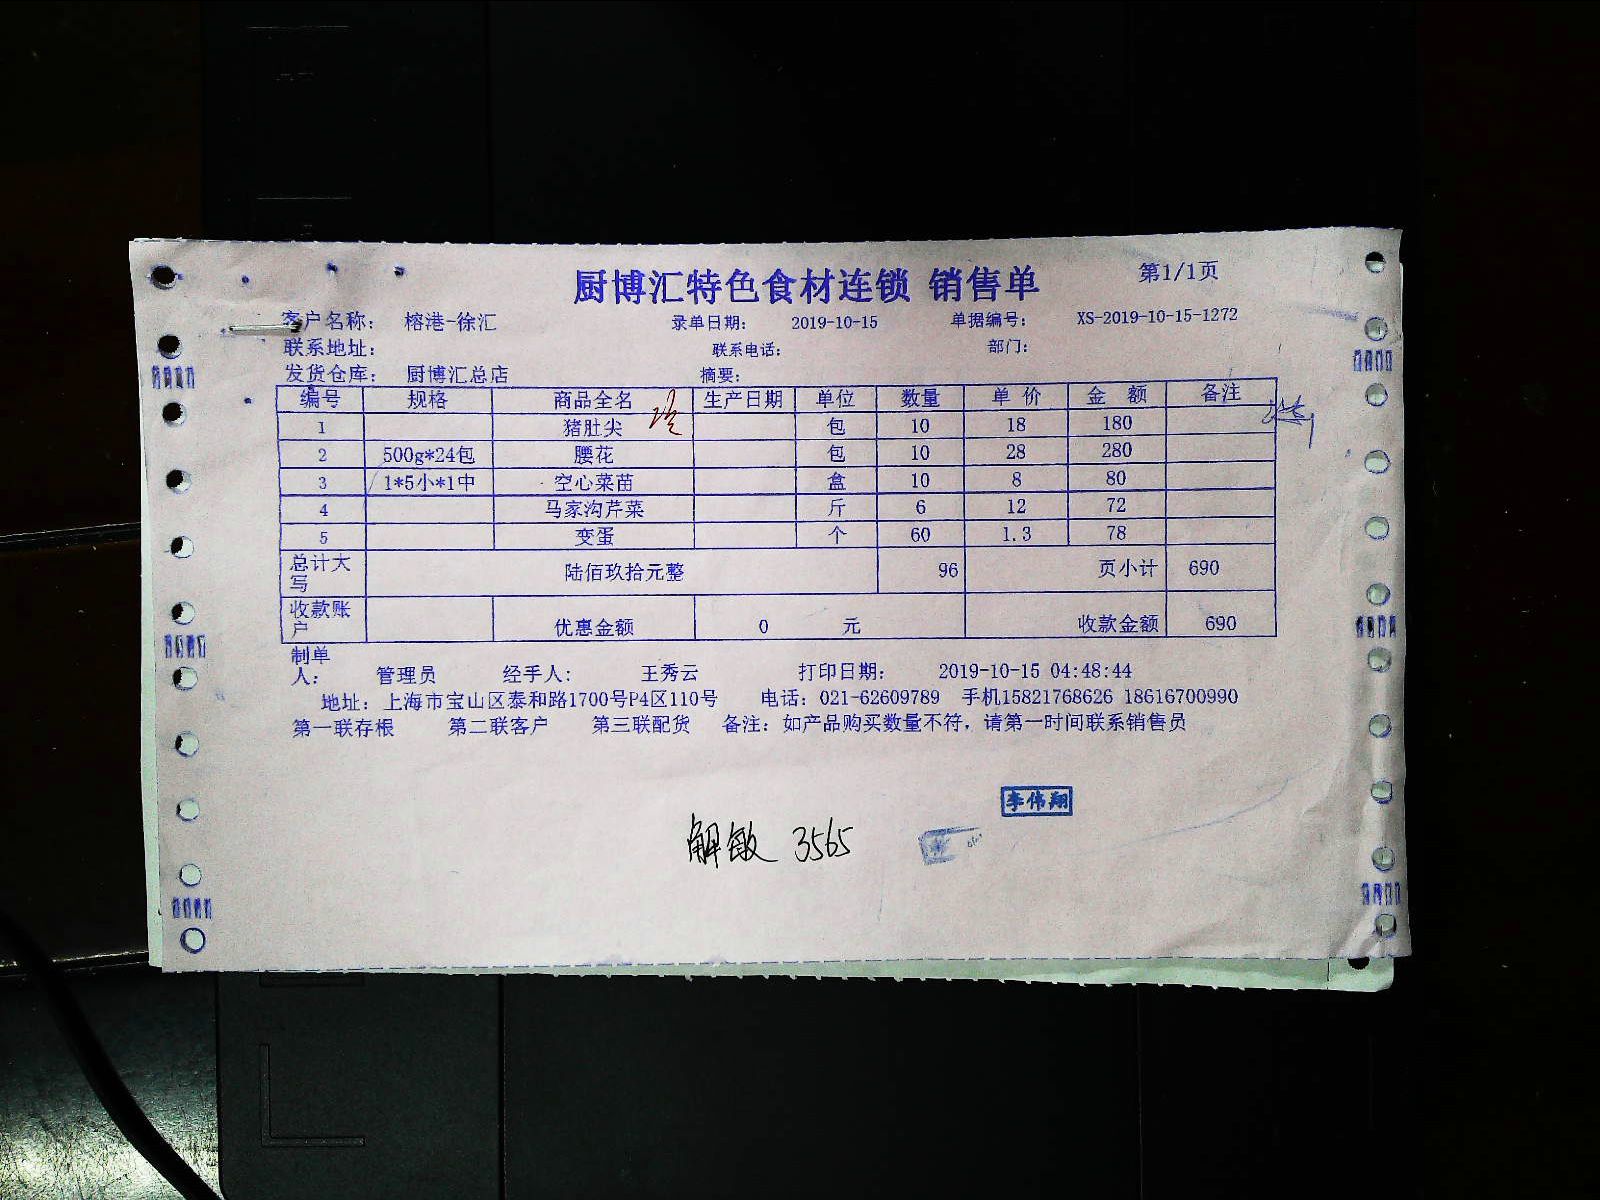 厨博汇特色食材连锁 销售单 第1/1页
客户名称: 榕港-徐汇 录单日期: 2019-10-15 单据编号: XS-2019-10-15-1272
联系地址: 联系电话: 部门:
发货仓库: 厨博汇总店 摘要:
编号 规格 商品全名 生产日期 单位 数量 单价 金额 备注
1 猪肚尖 包 10 18 180
2 500g*24包 腰花 包 10 28 280
3 1*5小*1中 空心菜苗 盒 10 8 80
4 马家沟芹菜 斤 6 12 72
5 变蛋 个 60 1.3 78
总计大写 陆佰玖拾元整 96 页小计 690
收款账户 优惠金额 0 元 收款金额 690
制单人: 管理员 经手人: 王秀云 打印日期: 2019-10-15 04:48:44
地址: 上海市宝山区泰和路1700号P4区110号 电话: 021-62609789 手机15821768626 18616700990
第一联存根 第二联客户 第三联配货 备注: 如产品购买数量不符, 请第一时间联系销售员
李伟翔
解敏 3565